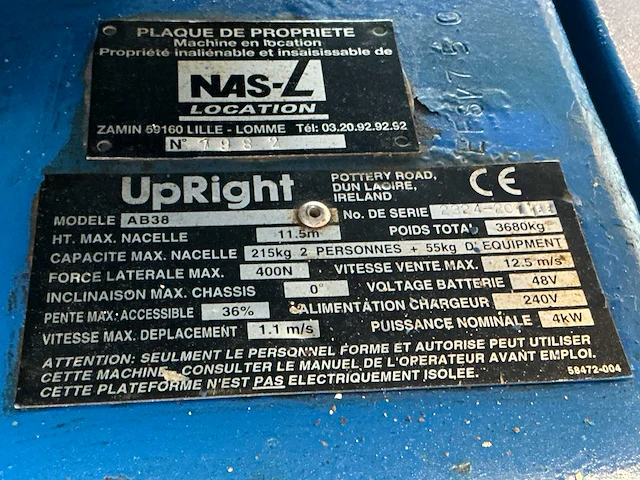 PLAQUE DE PROPRIETE
Machine en location
Propriété inaliénable et insaisissable de
NAS-L
LOCATION
ZAMIN 59160 LILLE - LOMME Tél: 03.20.92.92.92
N° 1982
UpRight
POTTERY ROAD,
DUN LAOIRE,
IRELAND
CE
MODELE AB38
No. DE SERIE
HT. MAX. NACELLE 11.5m
POIDS TOTAL 3680kg
CAPACITE MAX. NACELLE 215kg 2 PERSONNES + 55kg D'EQUIPMENT
FORCE LATERALE MAX. 400N
VITESSE VENTE MAX. 12.5 m/s
INCLINAISON MAX. CHASSIS 0°
VOLTAGE BATTERIE 48V
PENTE MAX. ACCESSIBLE 36%
ALIMENTATION CHARGEUR 240V
VITESSE MAX. DEPLACEMENT 1.1 m/s
PUISSANCE NOMINALE 4kW
ATTENTION: SEULMENT LE PERSONNEL FORME ET AUTORISE PEUT UTILISER
CETTE MACHINE. CONSULTER LE MANUEL DE L'OPERATEUR AVANT EMPLOI.
CETTE PLATEFORME N'EST PAS ELECTRIQUEMENT ISOLEE.
58472-004